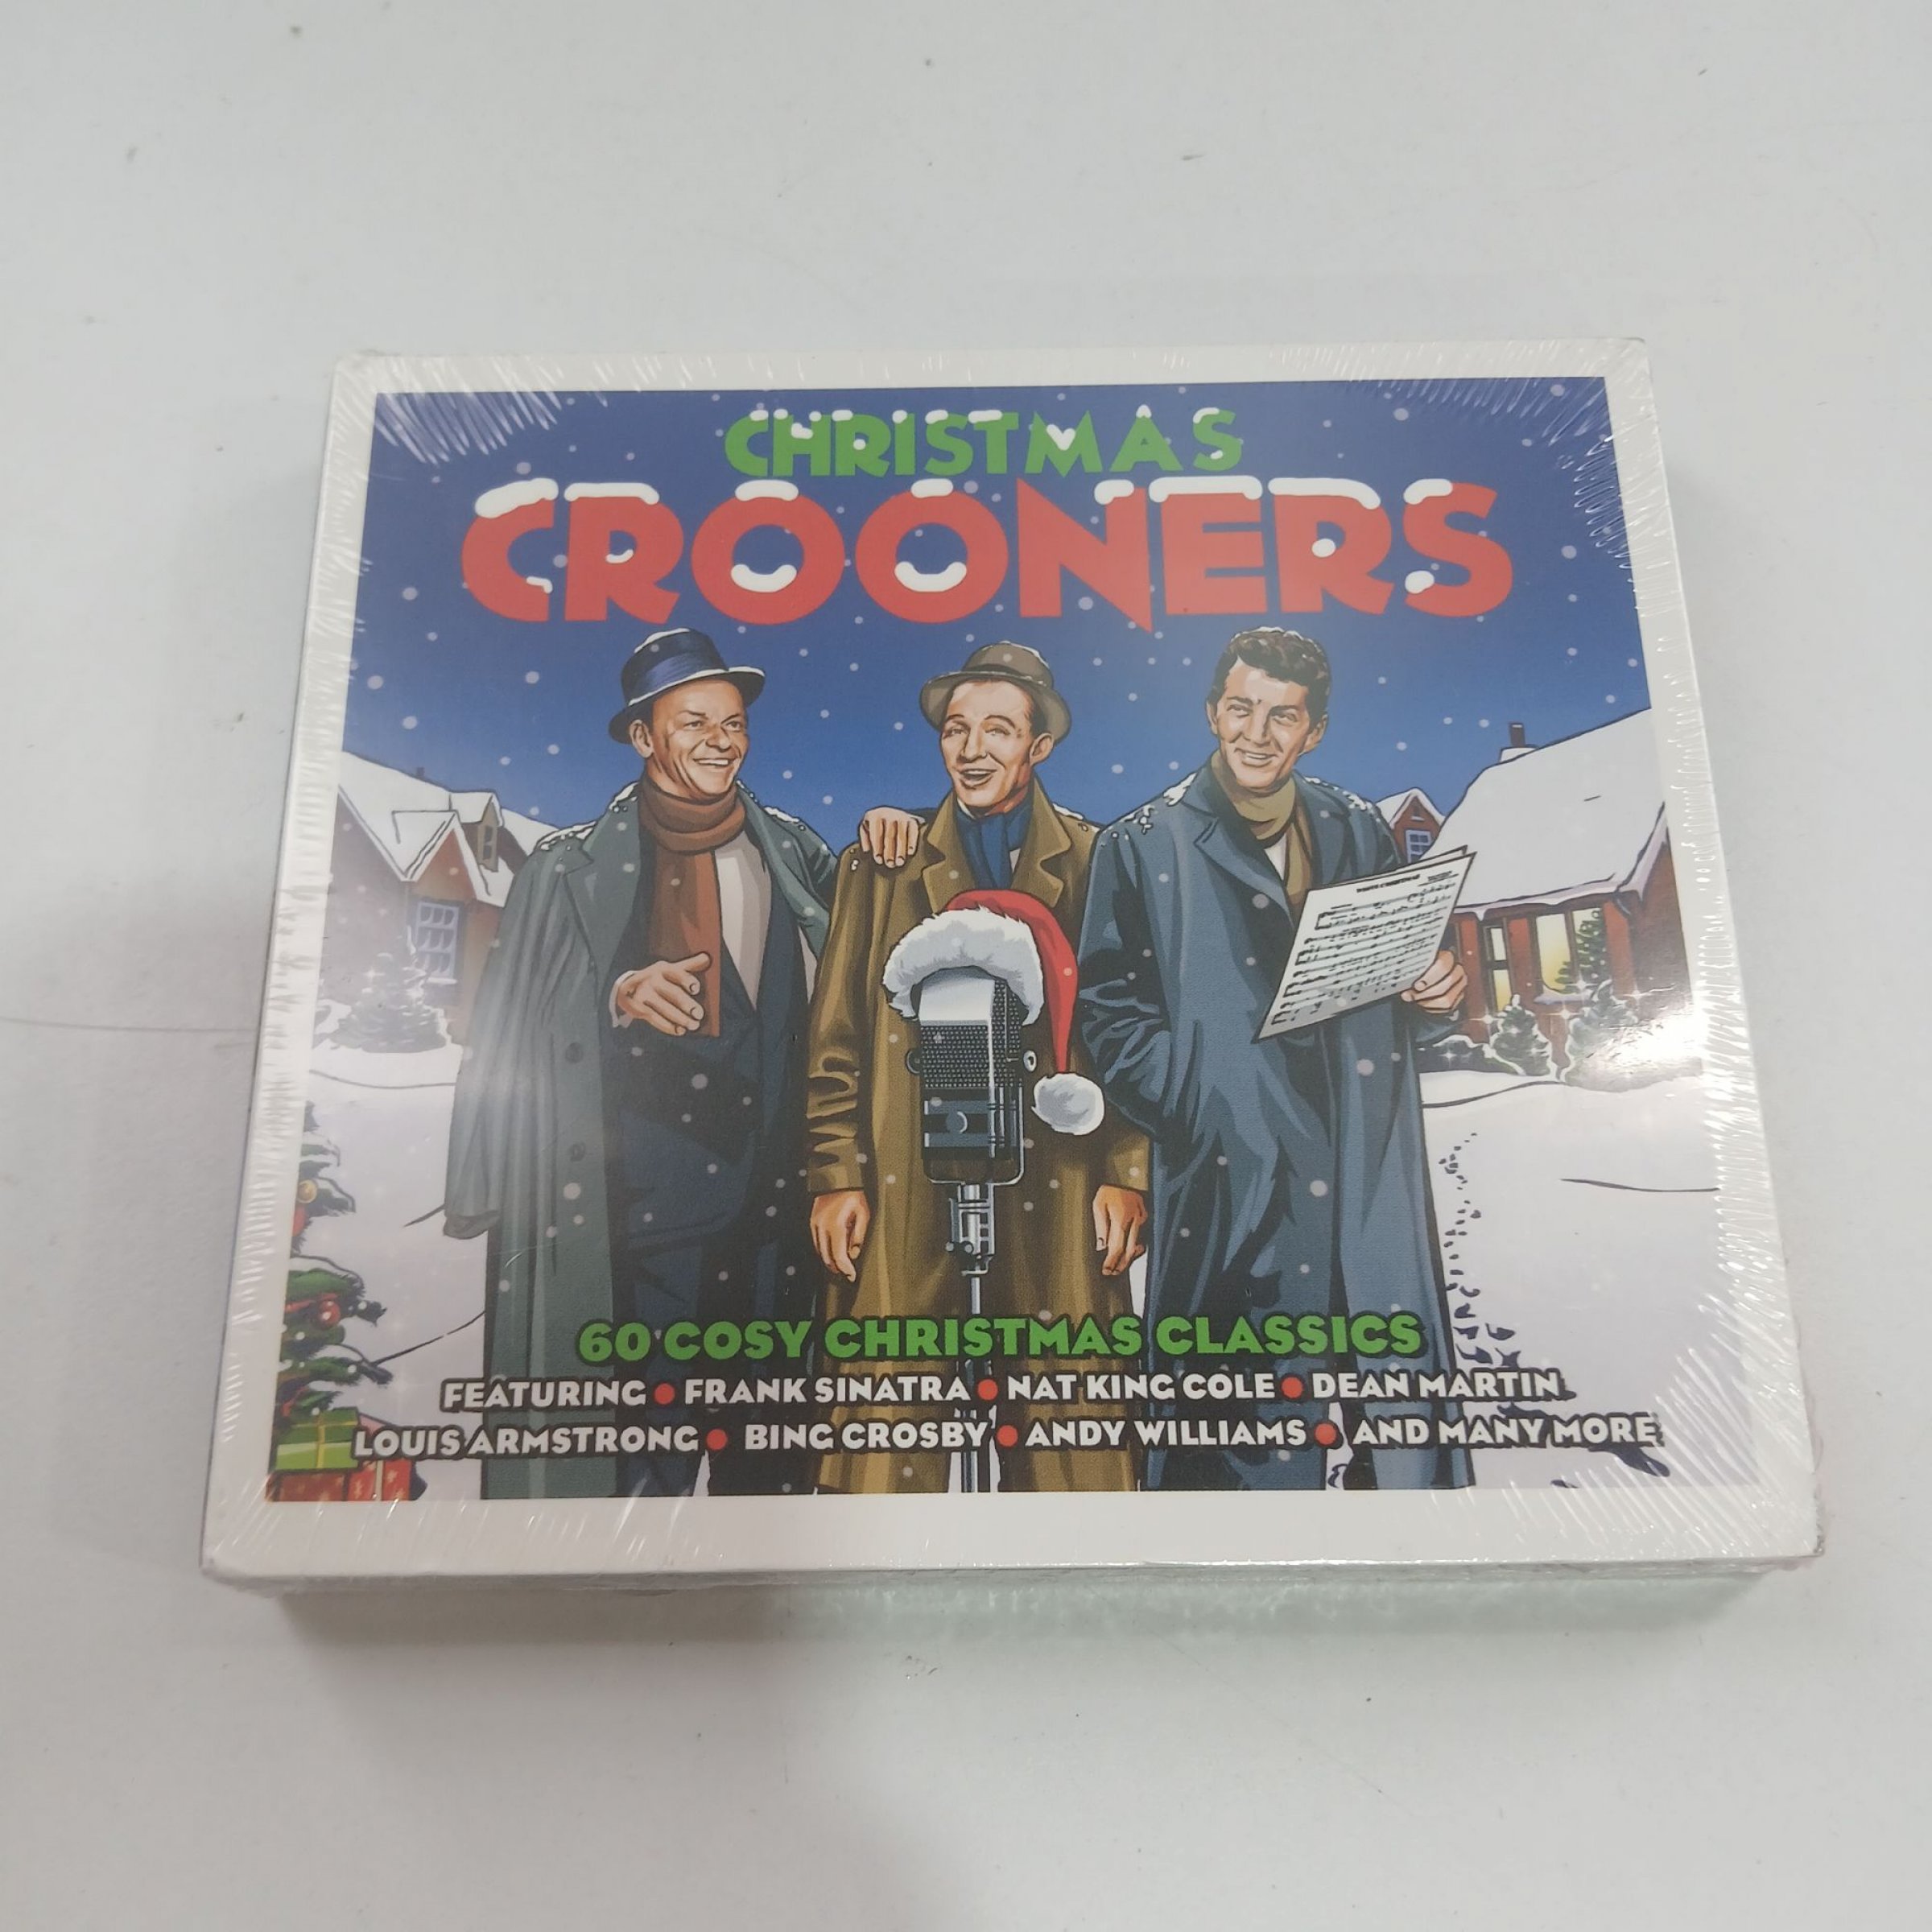 CHRISTMAS
CROONERS
60 COSY CHRISTMAS CLASSICS
FEATURING • FRANK SINATRA • NAT KING COLE • DEAN MARTIN
LOUIS ARMSTRONG • BING CROSBY • ANDY WILLIAMS • AND MANY MORE